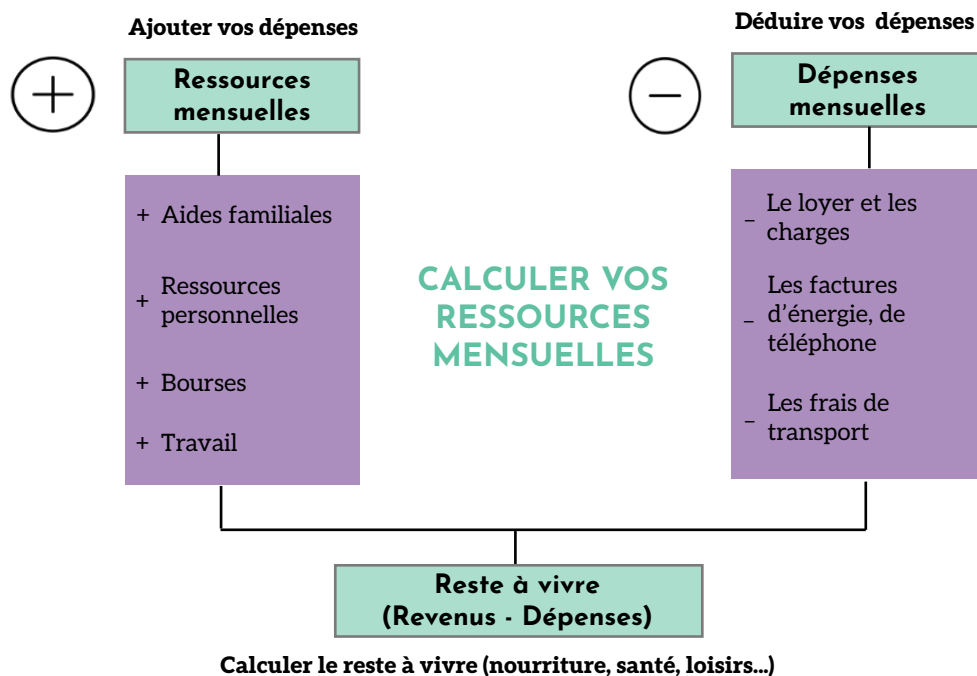 Ajouter vos dépenses
Ressources
mensuelles
+ Aides familiales
+ Ressources
personnelles
+ Bourses
+ Travail
CALCULER VOS
RESSOURCES
MENSUELLES
Déduire vos dépenses
Dépenses
mensuelles
_ Le loyer et les
charges
Les factures
_ d’énergie, de
téléphone
_ Les frais de
transport
Reste à vivre
(Revenus - Dépenses)
Calculer le reste à vivre (nourriture, santé, loisirs...)